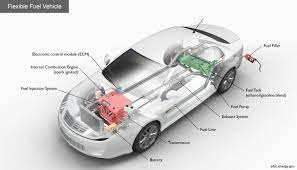 Flexible Fuel Vehicle
Electronic control module (ECM)
Internal Combustion Engine
(spark ignited)
Fuel Injection System
Battery
Transmission
Fuel Line
Exhaust System
Fuel Pump
Fuel Tank
(ethanol/gasoline blend)
Fuel Filler
afdc.energy.gov